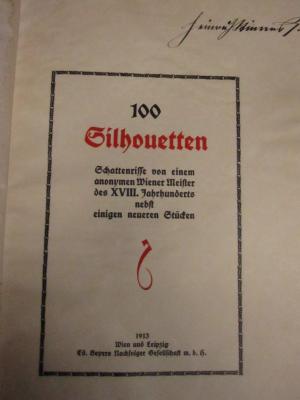 100
Silhouetten
Schattenrisse von einem
anonymen Wiener Meister
des XVIII. Jahrhunderts
nebst
einigen neueren Stücken
1913
Wien und Leipzig
Ed. Beyers Nachfolger Gesellschaft m. b. H.